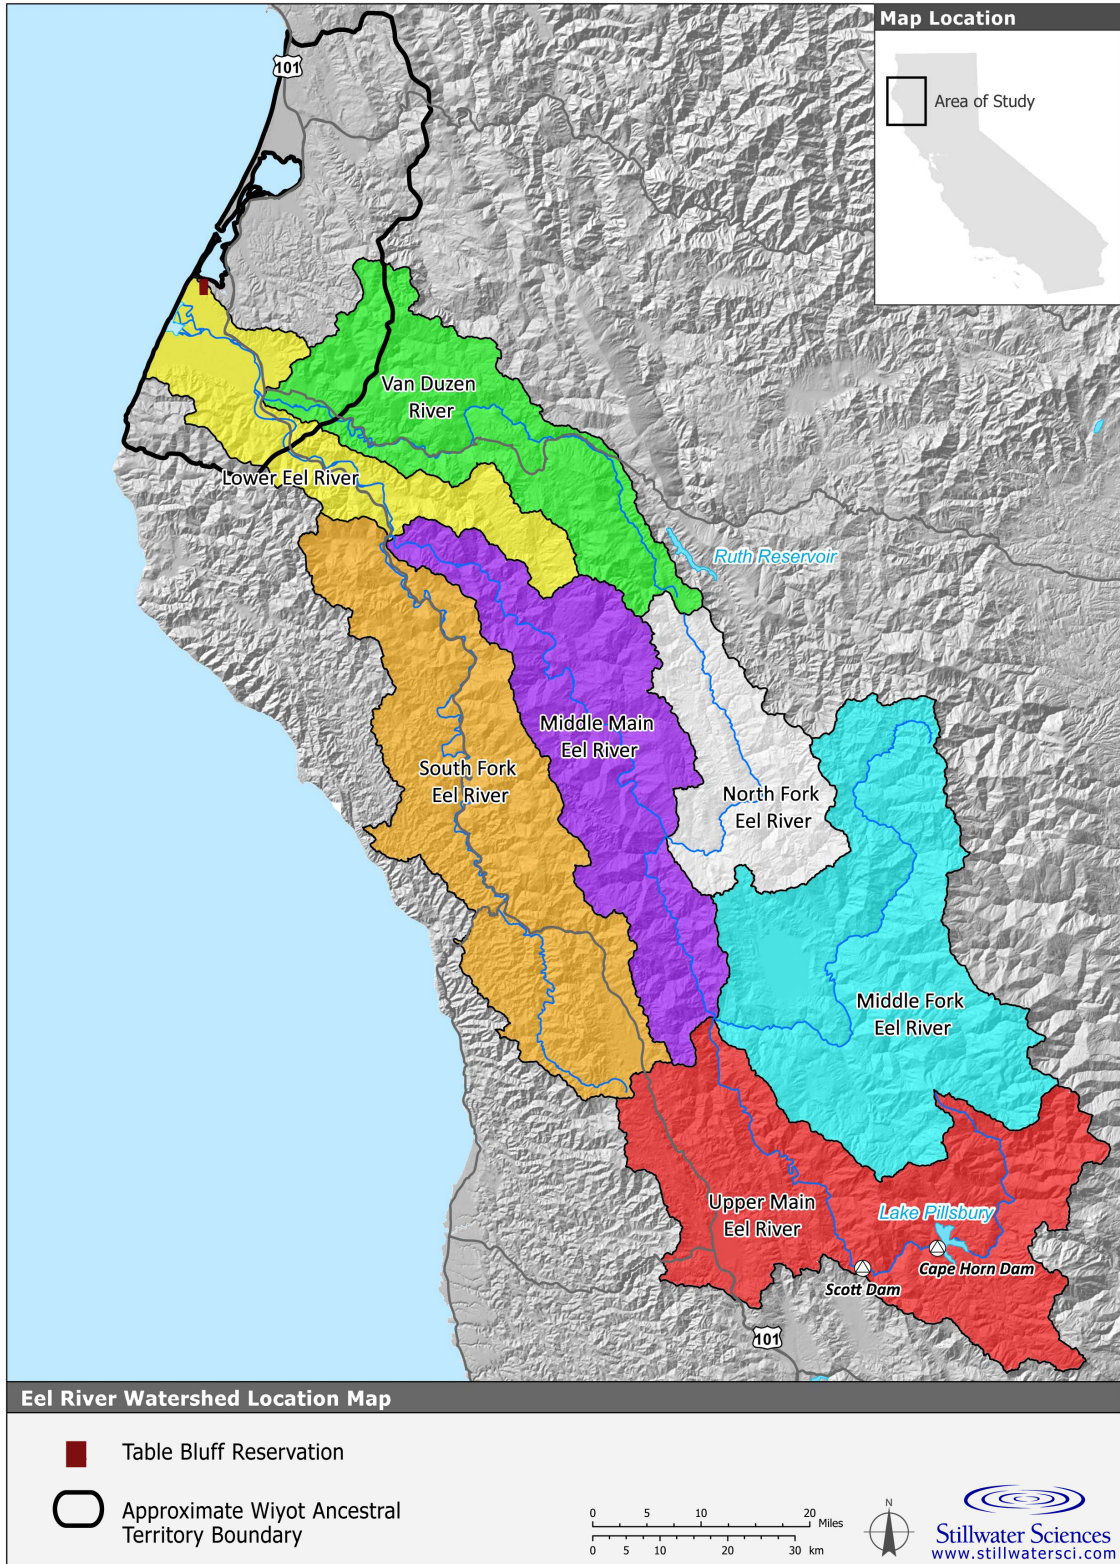 Map Location
Area of Study
101
Van Duzen
River
Lower Eel River
Ruth Reservoir
Middle Main
Eel River
South Fork
Eel River
North Fork
Eel River
Middle Fork
Eel River
Upper Main
Eel River
Lake Pillsbury
Cape Horn Dam
Scott Dam
101
Eel River Watershed Location Map
Table Bluff Reservation
Approximate Wiyot Ancestral
Territory Boundary
0 5 10 20 Miles
0 5 10 20 30 km
N
Stillwater Sciences
www.stillwatersci.com